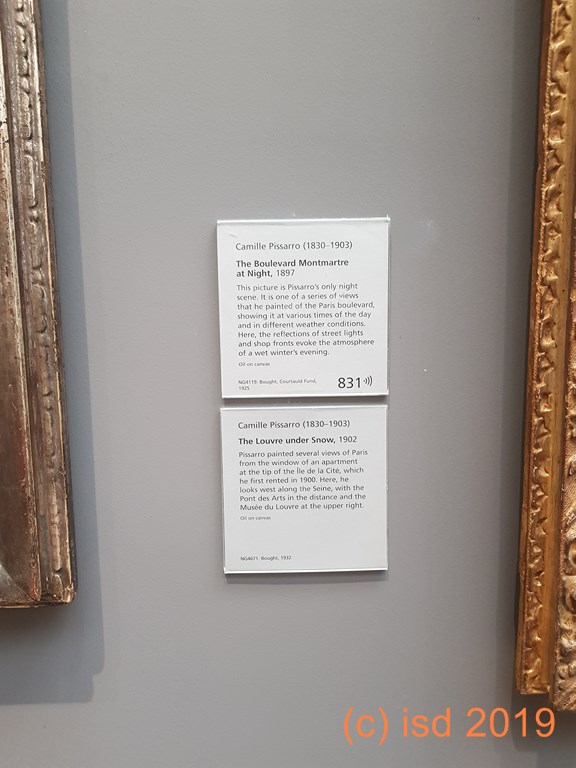 Camille Pissarro (1830–1903)
The Boulevard Montmartre
at Night, 1897
This picture is Pissarro's only night
scene. It is one of a series of views
that he painted of the Paris boulevard,
showing it at various times of the day
and in different weather conditions.
Here, the reflections of street lights
and shop fronts evoke the atmosphere
of a wet winter's evening.
Oil on canvas
NG4119. Bought, Courtauld Fund,
1925
831
Camille Pissarro (1830–1903)
The Louvre under Snow, 1902
Pissarro painted several views of Paris
from the window of an apartment
at the tip of the Île de la Cité, which
he first rented in 1900. Here, he
looks west along the Seine, with the
Pont des Arts in the distance and the
Musée du Louvre at the upper right.
Oil on canvas
NG4671. Bought, 1932
(c) isd 2019